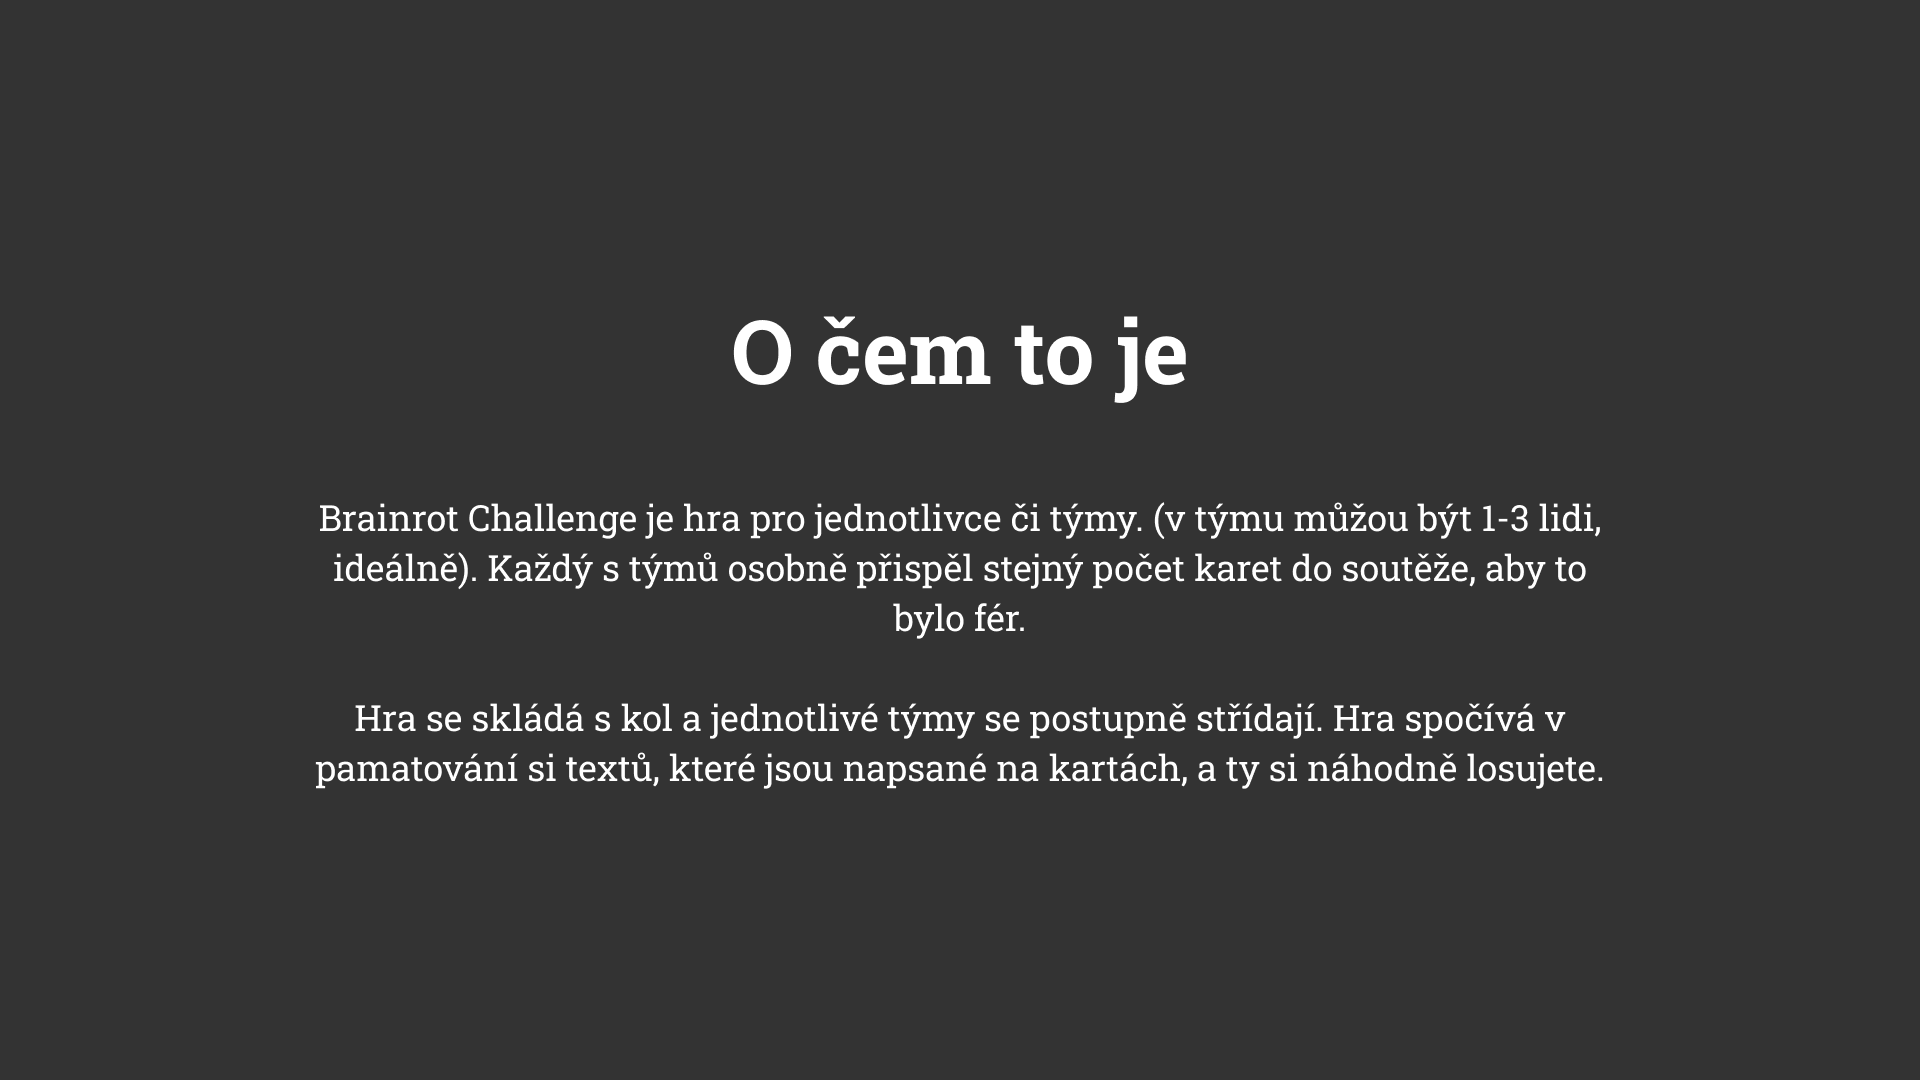 O čem to je
Brainrot Challenge je hra pro jednotlivce či týmy. (v týmu můžou být 1-3 lidi,
ideálně). Každý s týmů osobně přispěl stejný počet karet do soutěže, aby to
bylo fér.
Hra se skládá s kol a jednotlivé týmy se postupně střídají. Hra spočívá v
pamatování si textů, které jsou napsané na kartách, a ty si náhodně losujete.